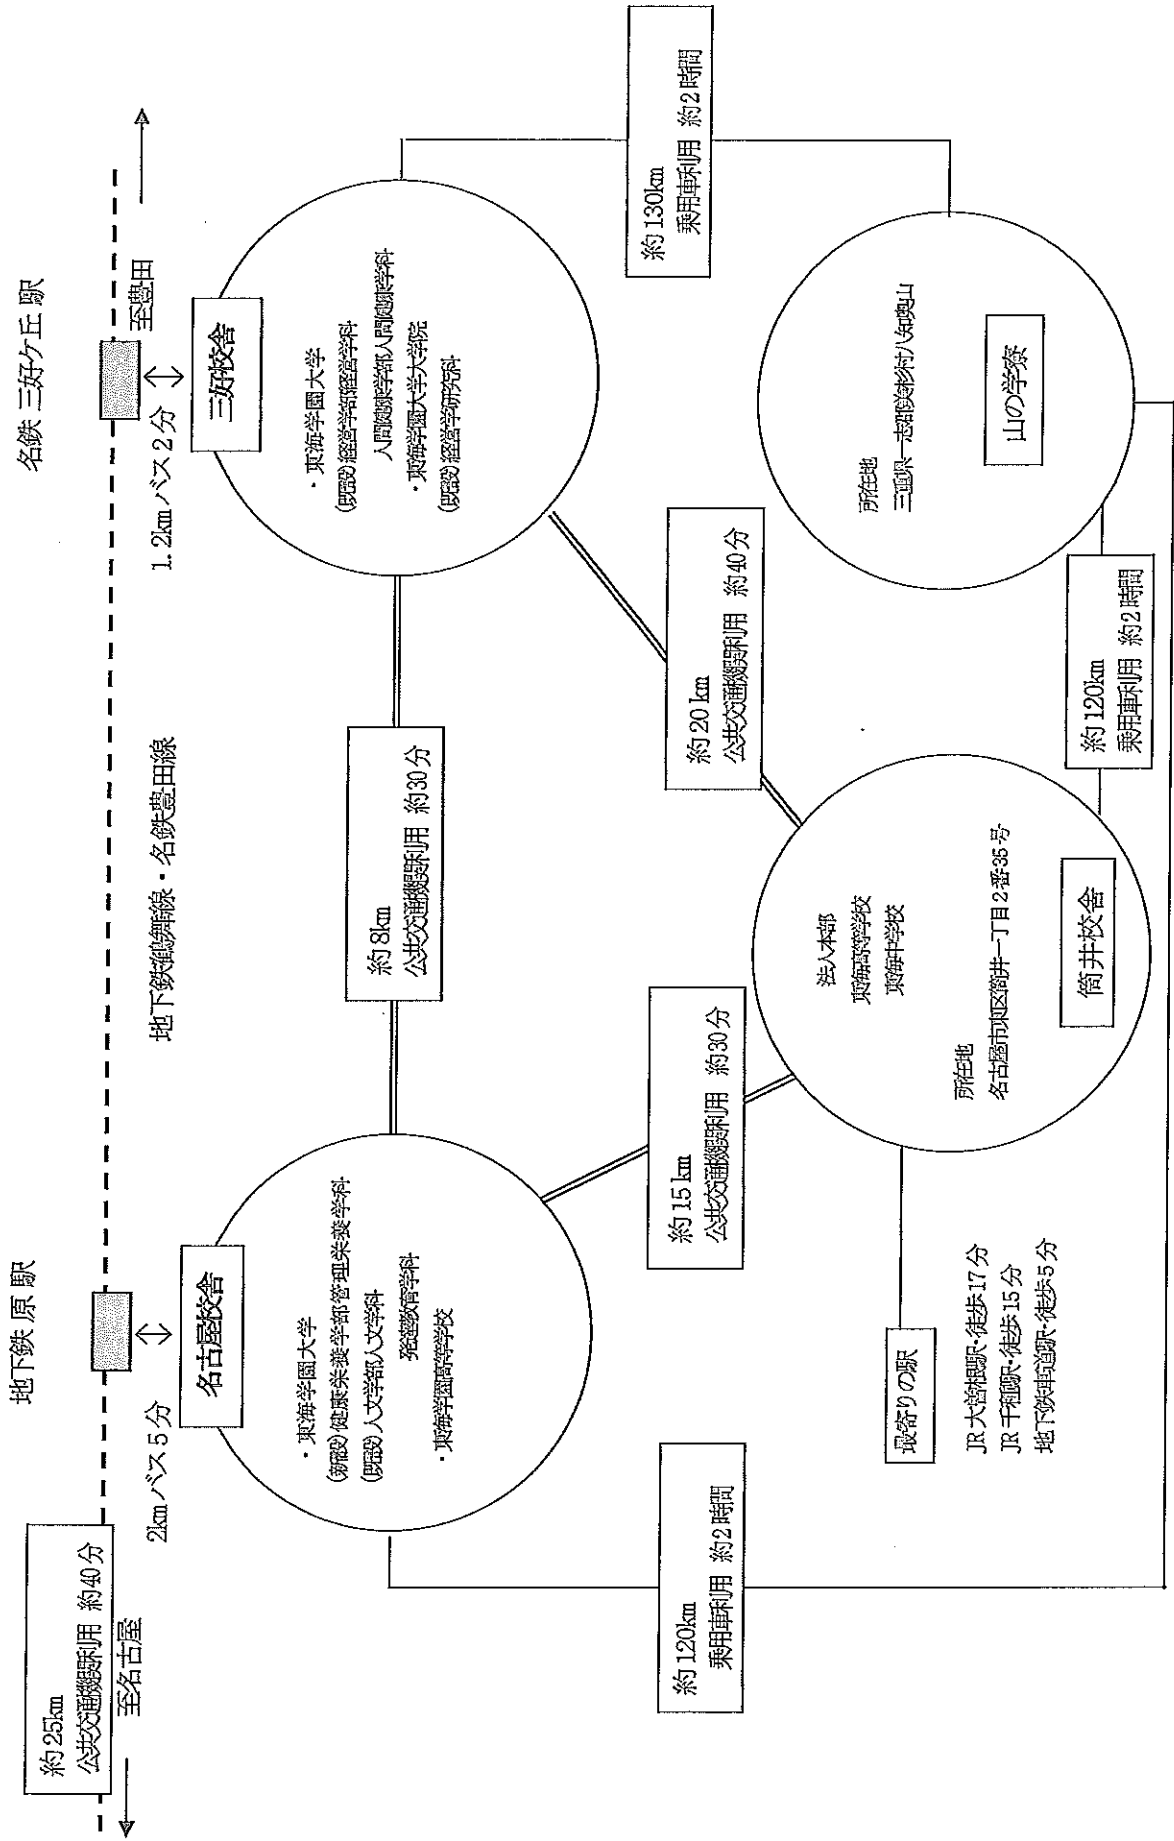 地下鉄 原 駅
名鉄 三好ケ丘 駅
約 25km
公共交通機関利用 約40分
至名古屋
2km バス 5 分
地下鉄鶴舞線・名鉄豊田線
1.2km バス 2 分
至豊田
名古屋校舎
・東海学園大学
(新設) 健康栄養学部管理栄養学科
(既設) 人文学部人文学科
発達教育学科
・東海学園高等学校
約 8km
公共交通機関利用 約30分
三好校舎
・東海学園大学
(既設) 経営学部経営学科
人間健康学部人間健康学科
・東海学園大学大学院
(既設) 経営学研究科
約 120km
乗用車利用 約2時間
約 15 km
公共交通機関利用 約30分
約 20 km
公共交通機関利用 約40分
約 130km
乗用車利用 約2時間
最寄りの駅
JR 大曽根駅・徒歩 17 分
JR 千種駅・徒歩 15 分
地下鉄車道駅・徒歩 5 分
法人本部
東海高等学校
東海中学校
所在地
名古屋市東区筒井一丁目 2 番35号
筒井校舎
約 120km
乗用車利用 約2時間
所在地
三重県一志郡美杉村八知奥山
山の学寮